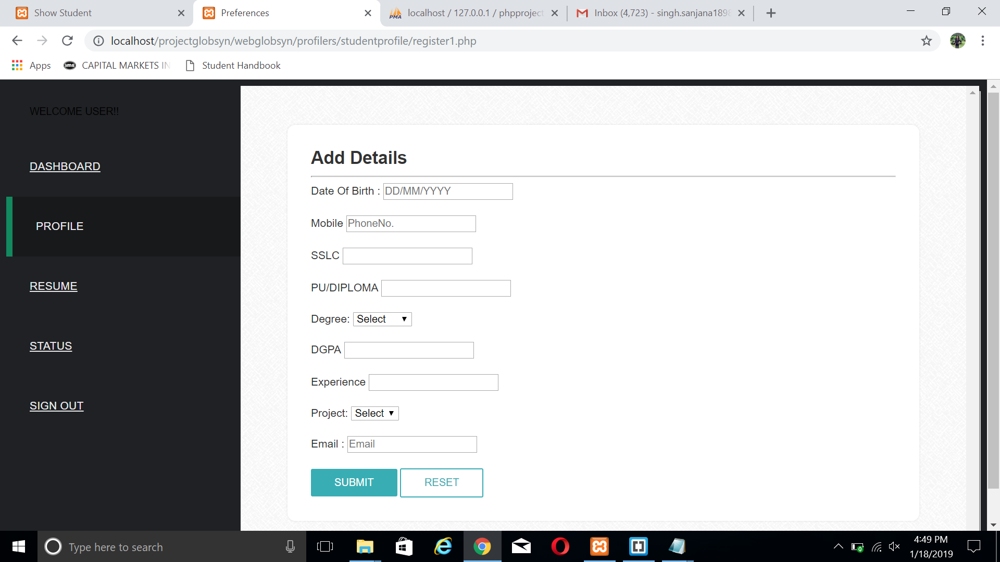 Show Student
Preferences
localhost / 127.0.0.1 / phpproject
Inbox (4,723) - singh.sanjana1898
localhost/projectglobsyn/webglobsyn/profilers/studentprofile/register1.php
Apps
CAPITAL MARKETS IN
Student Handbook
WELCOME USER!!
DASHBOARD
PROFILE
RESUME
STATUS
SIGN OUT
Add Details
Date Of Birth : DD/MM/YYYY
Mobile PhoneNo.
SSLC
PU/DIPLOMA
Degree: Select
DGPA
Experience
Project: Select
Email : Email
SUBMIT RESET
Type here to search
4:49 PM
1/18/2019